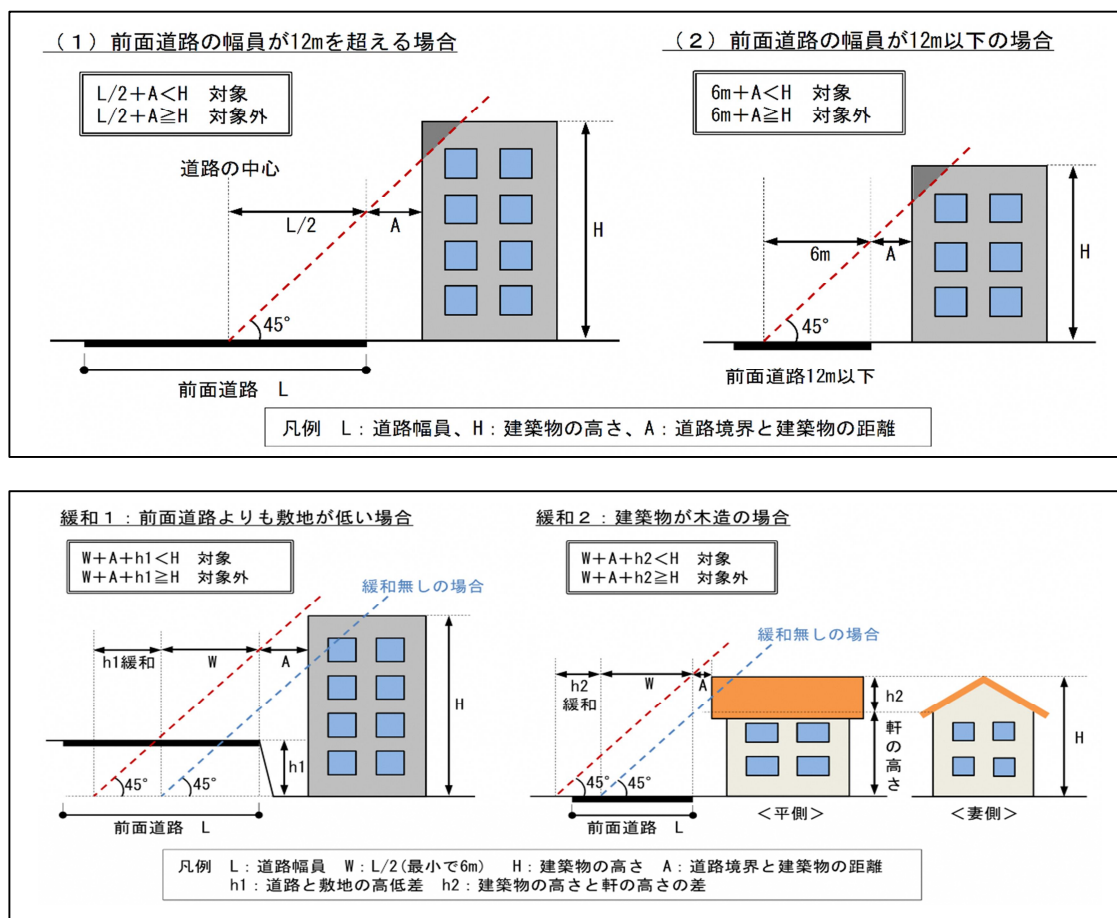 (1)前面道路の幅員が12mを超える場合
L/2+A<H 対象
L/2+A≧H 対象外
道路の中心
L/2
A
H
45°
前面道路 L
(2)前面道路の幅員が12m以下の場合
6m+A<H 対象
6m+A≧H 対象外
6m
A
H
45°
前面道路12m以下
凡例 L:道路幅員、H:建築物の高さ、A:道路境界と建築物の距離
緩和1:前面道路よりも敷地が低い場合
W+A+h1<H 対象
W+A+h1≧H 対象外
緩和無しの場合
h1緩和
W
A
H
h1
45°
45°
前面道路 L
緩和2:建築物が木造の場合
W+A+h2<H 対象
W+A+h2≧H 対象外
緩和無しの場合
h2
緩和
W
A
h2
軒の高さ
H
45°
45°
前面道路 L
<平側>
<妻側>
凡例 L:道路幅員 W:L/2(最小で6m) H:建築物の高さ A:道路境界と建築物の距離
h1:道路と敷地の高低差 h2:建築物の高さと軒の高さの差